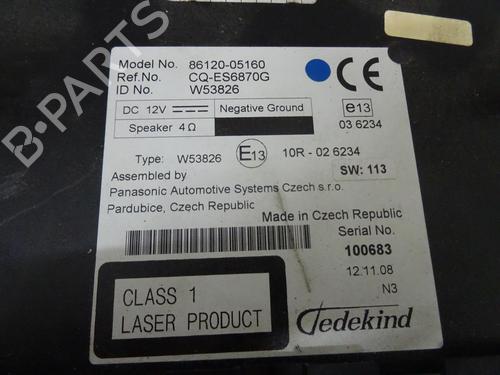 Model No. 86120-05160
Ref.No. CQ-ES6870G
ID No. W53826
CE
DC 12V Negative Ground
Speaker 4Ω
e13
03 6234
Type: W53826 E13 10R - 02 6234
SW: 113
Assembled by
Panasonic Automotive Systems Czech s.r.o.
Pardubice, Czech Republic
Made in Czech Republic
Serial No.
100683
12.11.08
N3
CLASS 1
LASER PRODUCT
Tedekind
B-PARTS